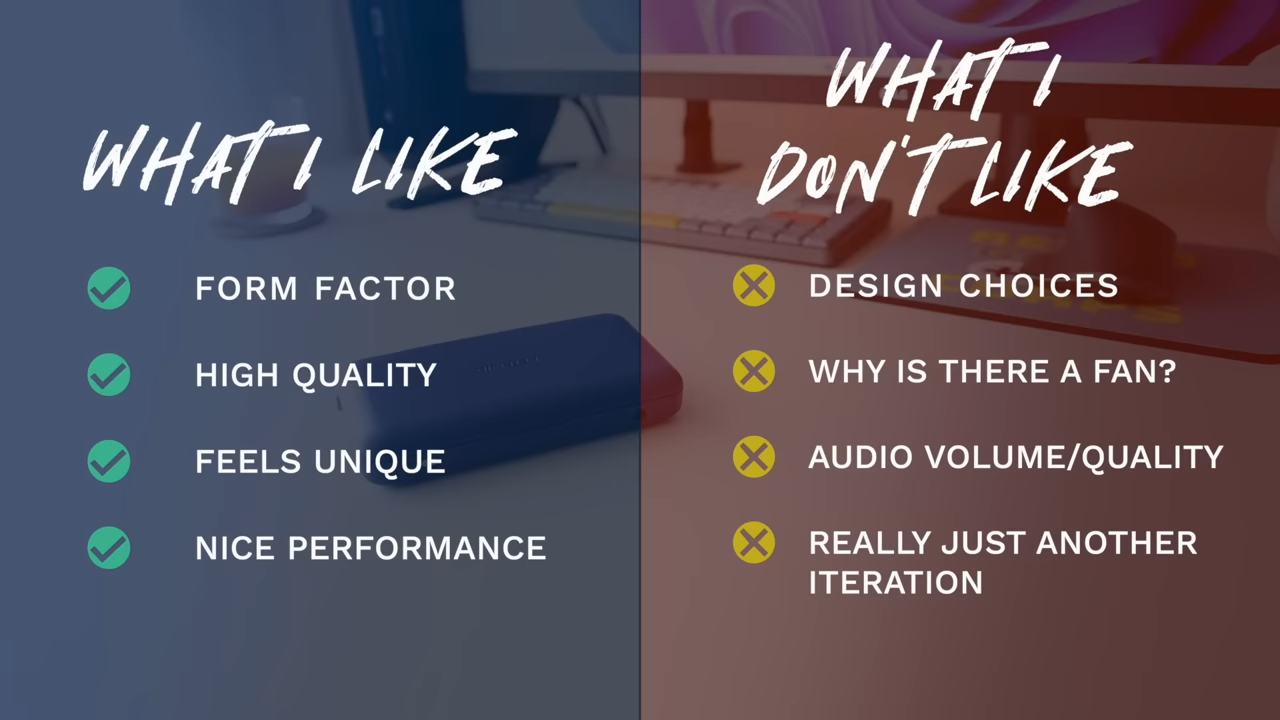 WHAT I LIKE
FORM FACTOR
HIGH QUALITY
FEELS UNIQUE
NICE PERFORMANCE
WHAT I
DON'T LIKE
DESIGN CHOICES
WHY IS THERE A FAN?
AUDIO VOLUME/QUALITY
REALLY JUST ANOTHER
ITERATION